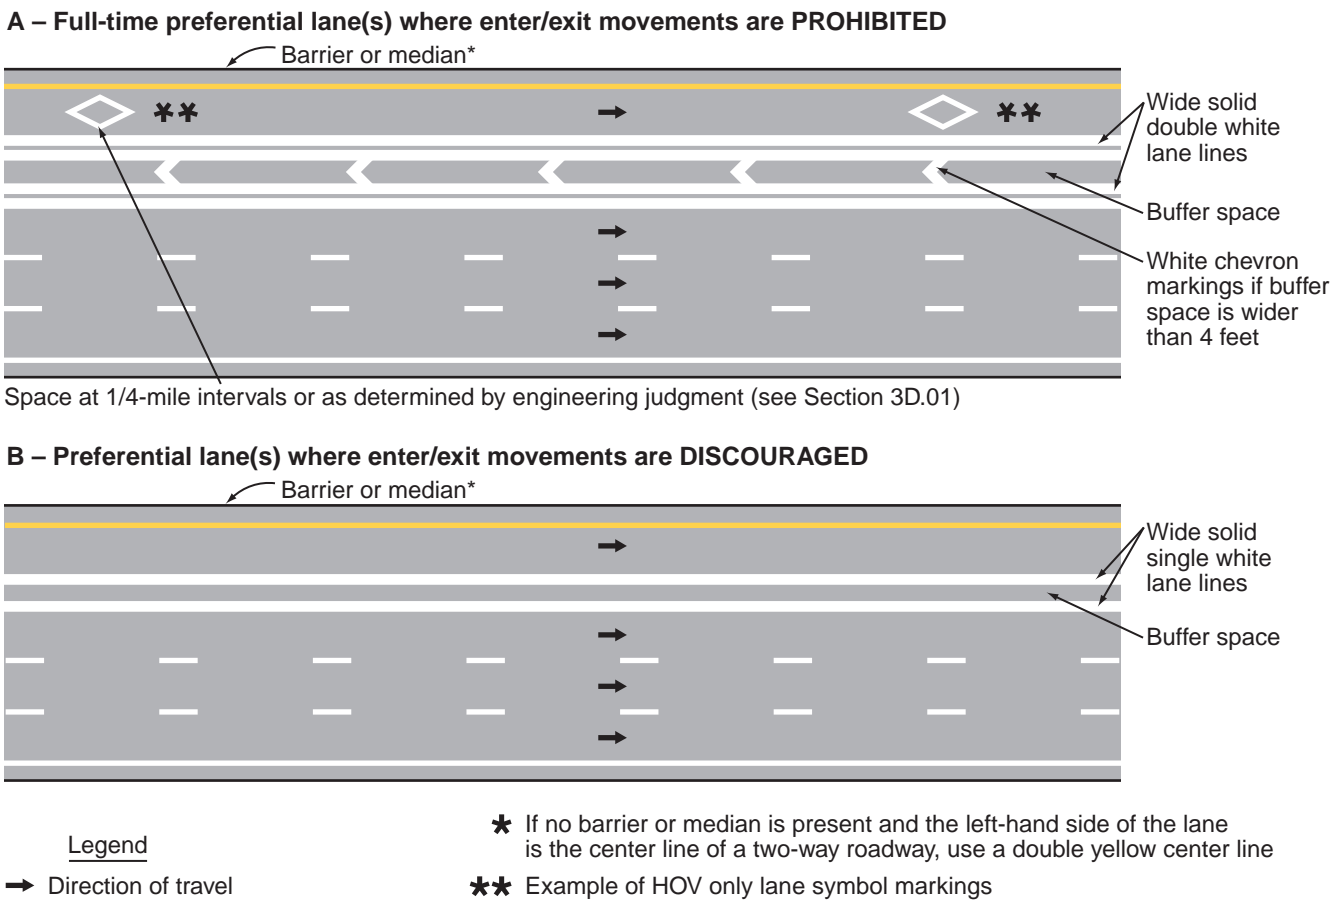 A – Full-time preferential lane(s) where enter/exit movements are PROHIBITED
Barrier or median*
**
**
Wide solid
double white
lane lines
Buffer space
White chevron
markings if buffer
space is wider
than 4 feet
Space at 1/4-mile intervals or as determined by engineering judgment (see Section 3D.01)
B – Preferential lane(s) where enter/exit movements are DISCOURAGED
Barrier or median*
Wide solid
single white
lane lines
Buffer space
Legend
Direction of travel
* If no barrier or median is present and the left-hand side of the lane
is the center line of a two-way roadway, use a double yellow center line
** Example of HOV only lane symbol markings